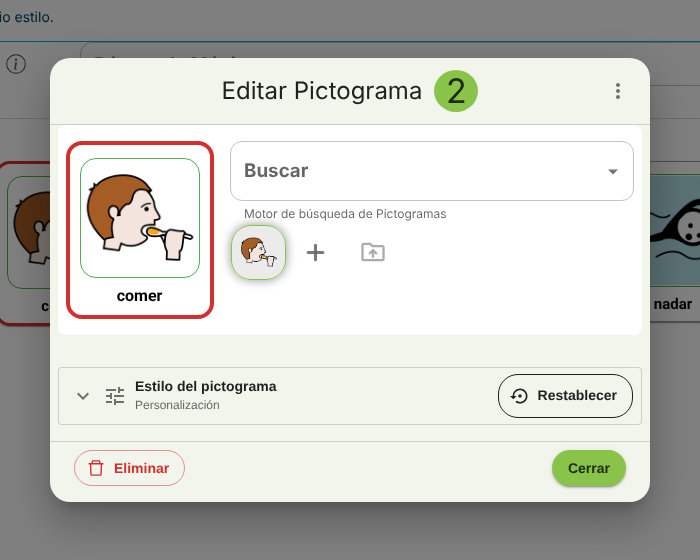 io estilo.
Editar Pictograma 2
Buscar
Motor de búsqueda de Pictogramas
comer
nadar
Estilo del pictograma
Personalización
Restablecer
Eliminar
Cerrar